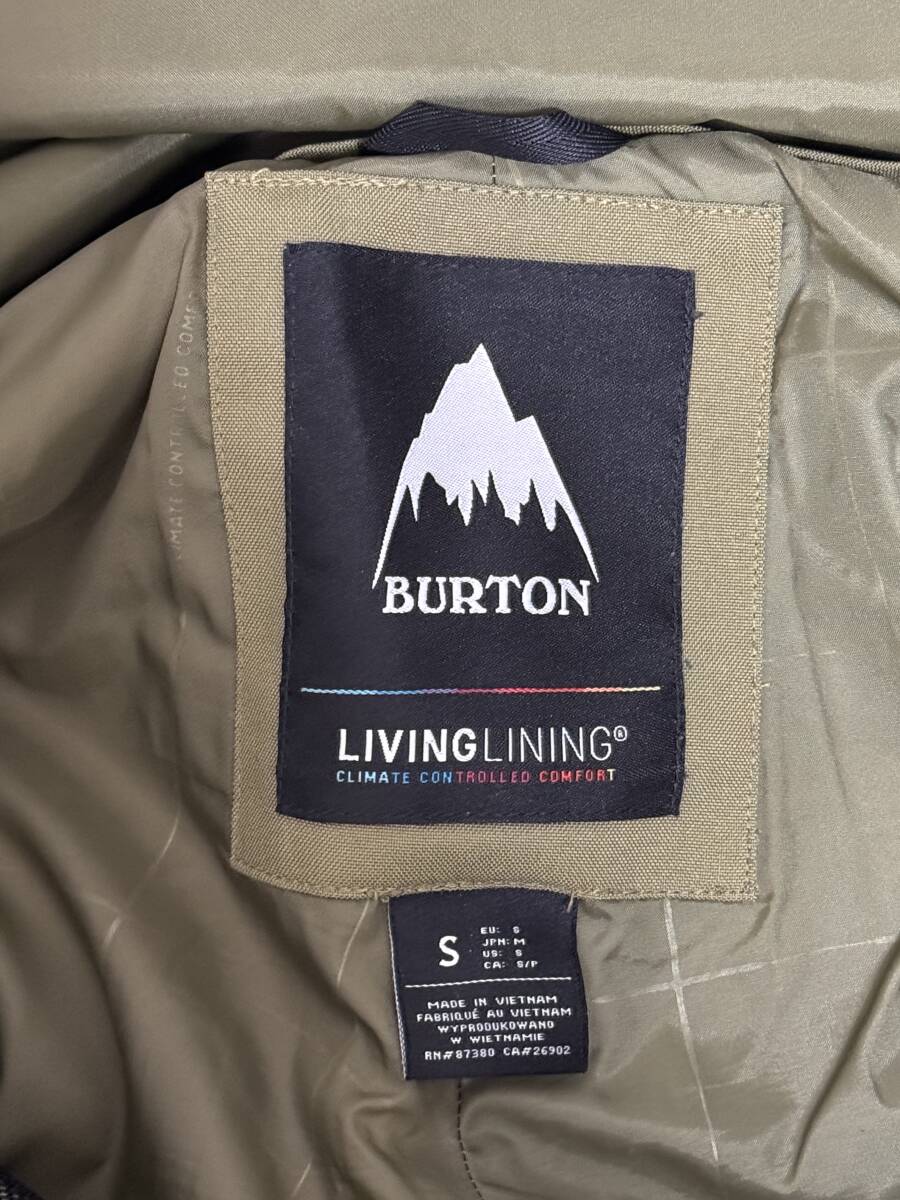 BURTON
LIVINGLINING®
CLIMATE CONTROLLED COMFORT
S
EU: S
JPN: M
US: S
CA: S/P
MADE IN VIETNAM
FABRIQUÉ AU VIETNAM
WYPRODUKOWANO
W WIETNAMIE
RN#87380 CA#26902